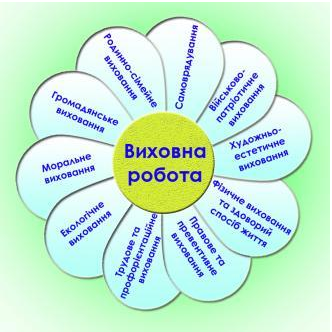 Виховна
робота
Самоврядування
Військово-
патріотичне
виховання
Художньо-
естетичне
виховання
Фізичне виховання
та здоровий
спосіб життя
Правове та
превентивне
виховання
Трудове та
профорієнтаційне
виховання
Екологічне
виховання
Моральне
виховання
Громадянське
виховання
Родинно-сімейне
виховання